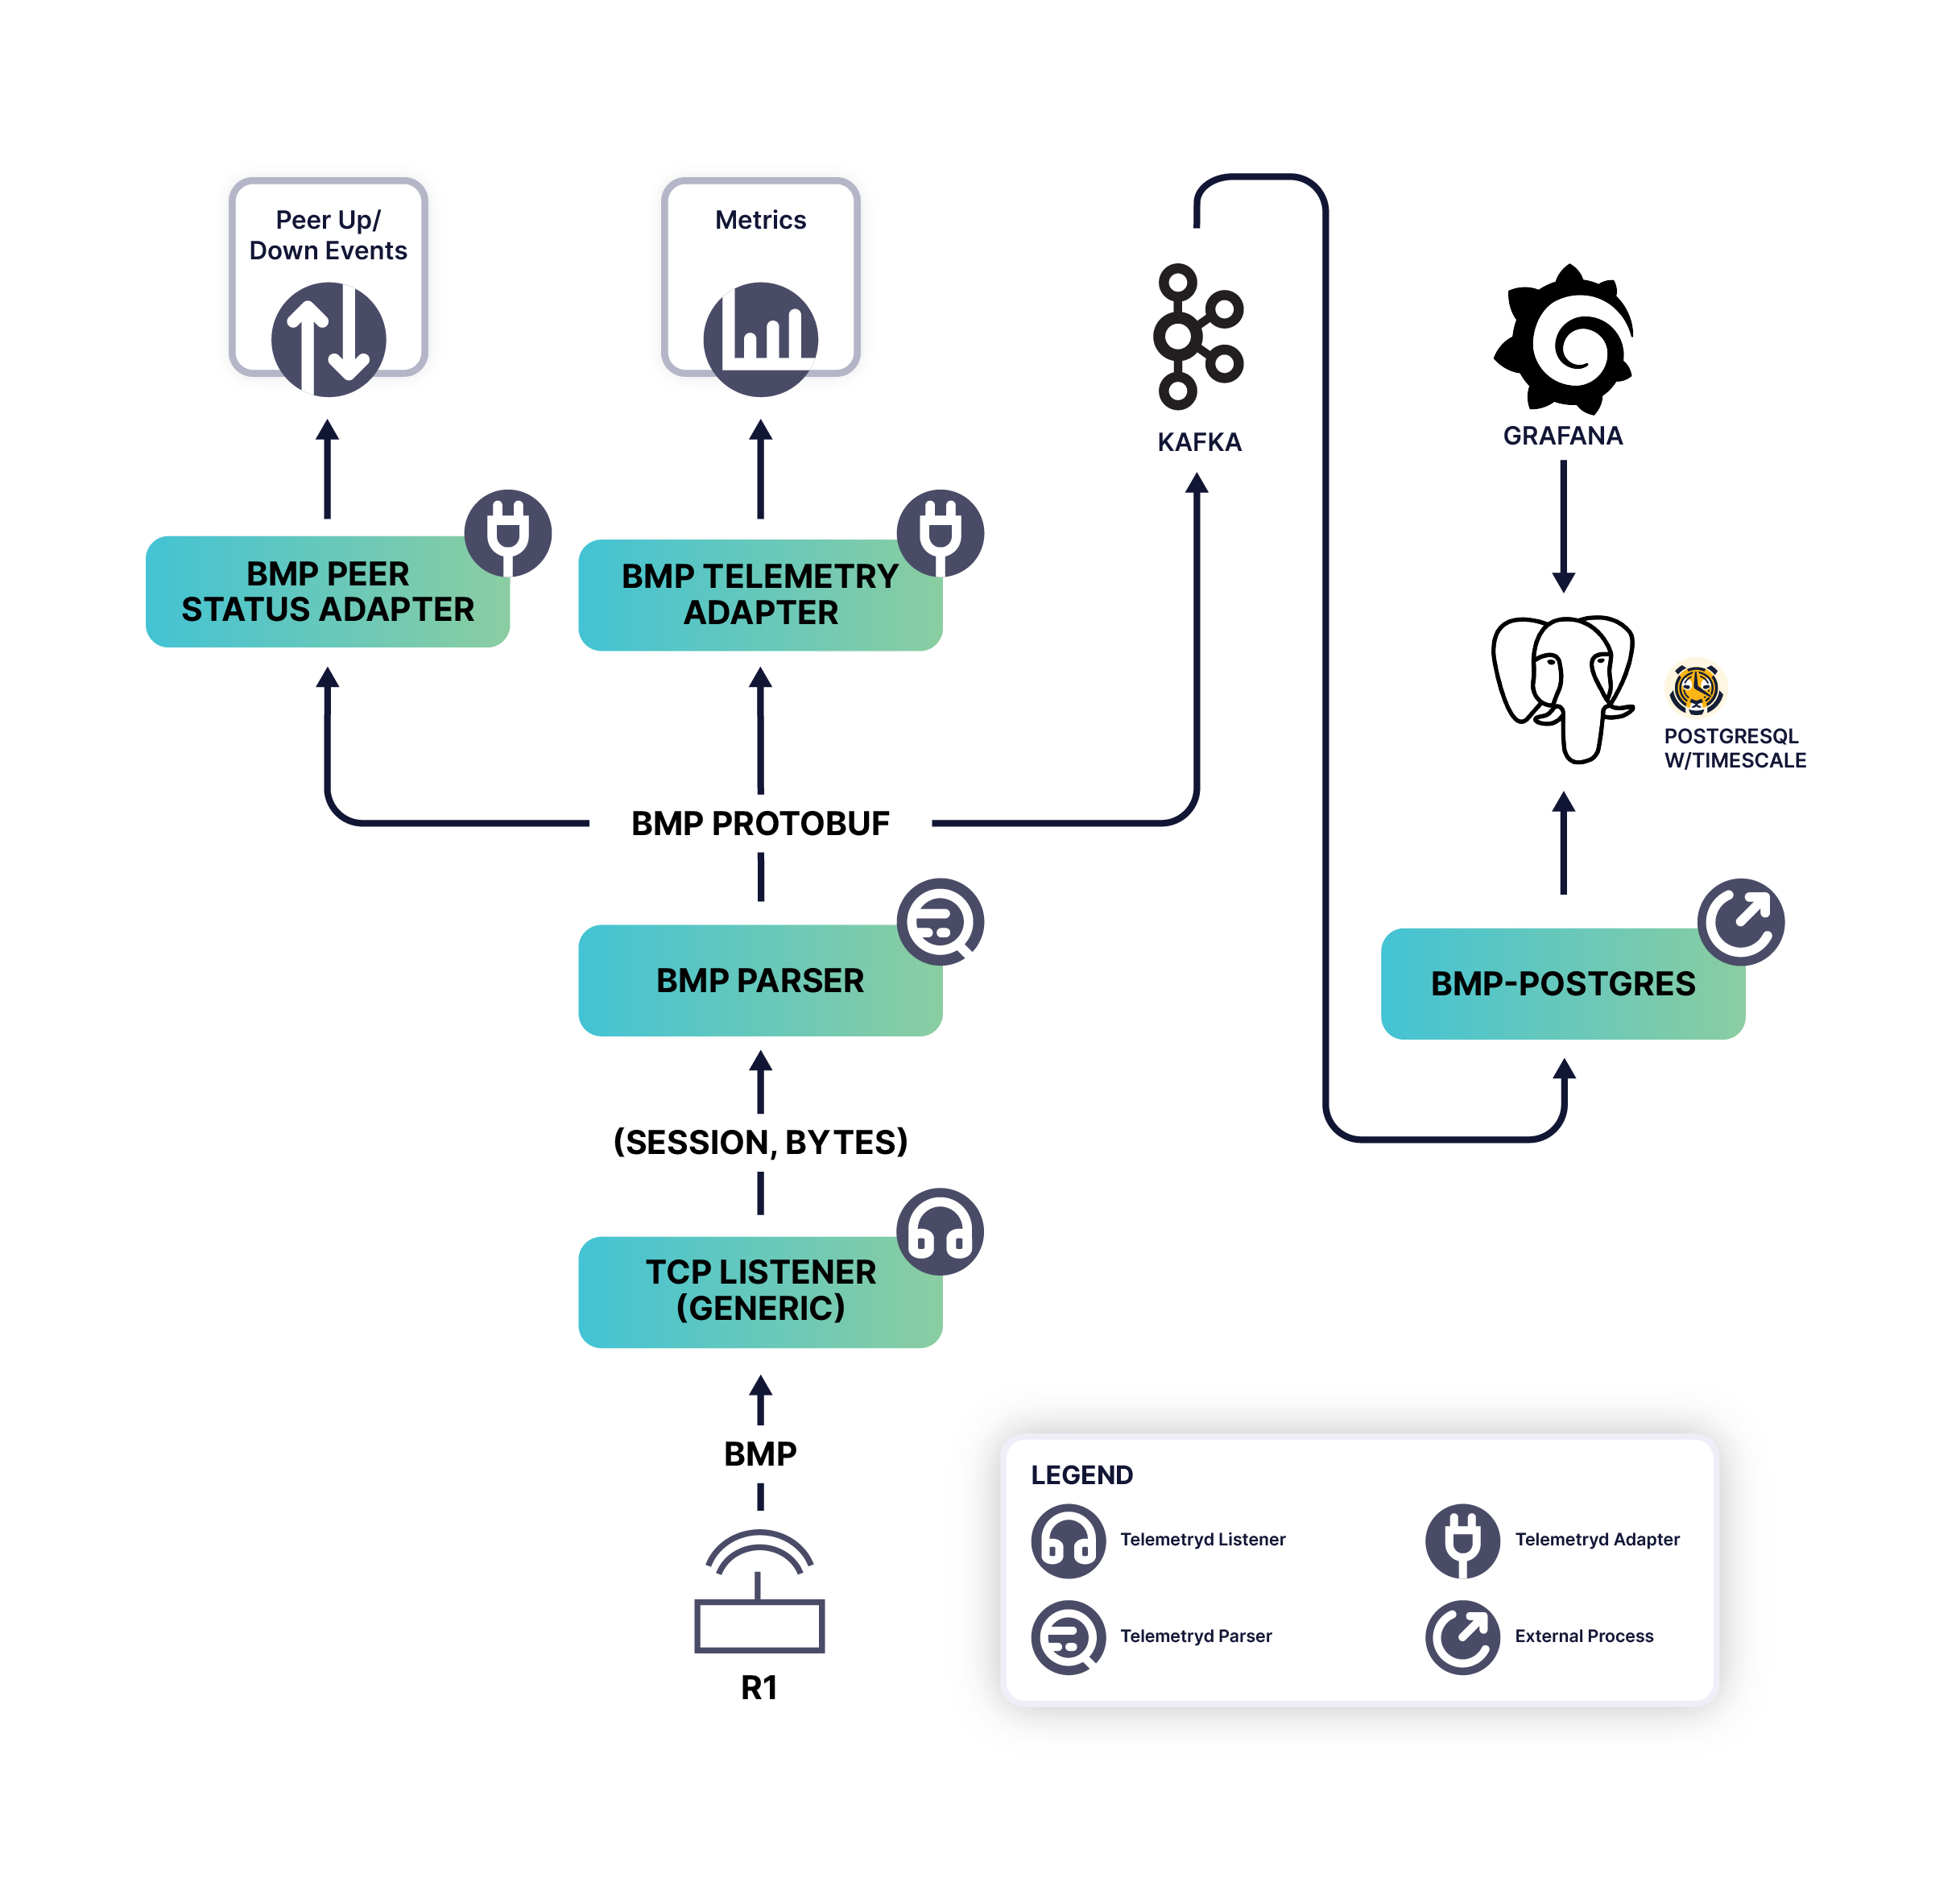 Peer Up/
Down Events
Metrics
KAFKA
GRAFANA
BMP PEER
STATUS ADAPTER
BMP TELEMETRY
ADAPTER
POSTGRESQL
W/TIMESCALE
BMP PROTOBUF
BMP PARSER
BMP-POSTGRES
(SESSION, BYTES)
TCP LISTENER
(GENERIC)
BMP
R1
LEGEND
Telemetryd Listener
Telemetryd Adapter
Telemetryd Parser
External Process